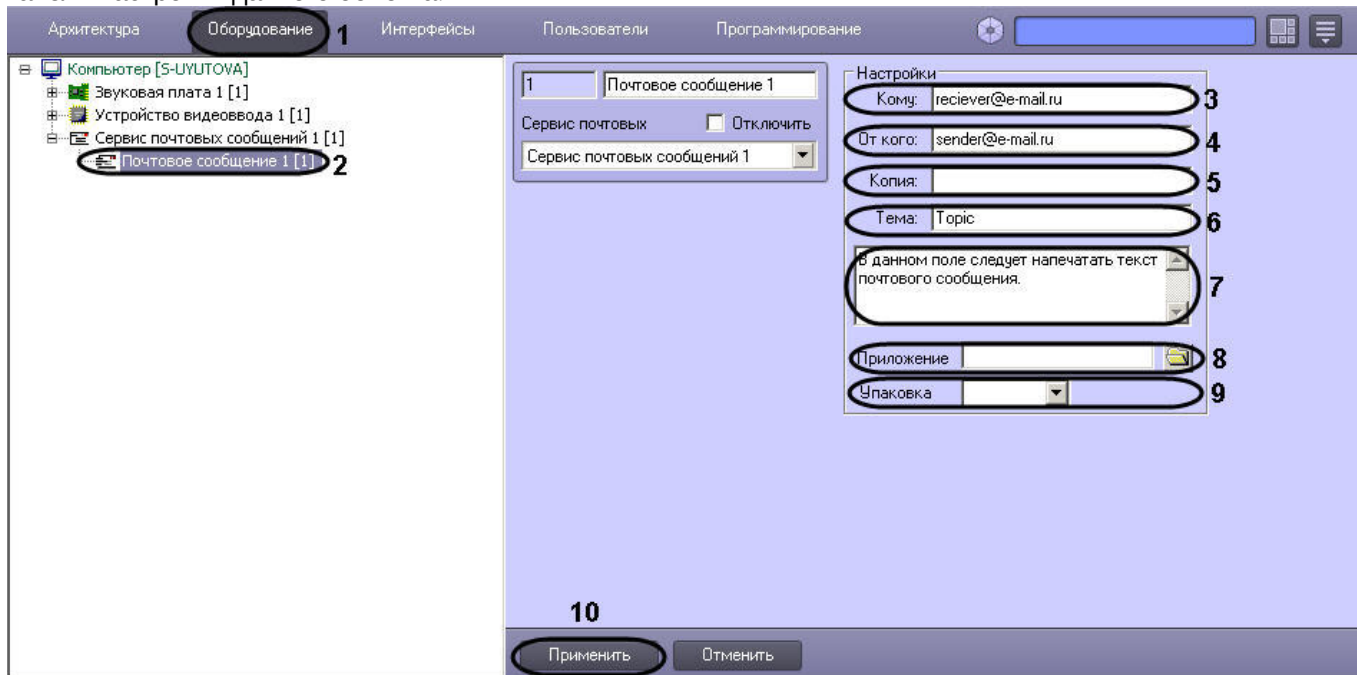 Архитектура Оборудование 1 Интерфейсы Пользователи Программирование
Компьютер [S-UYUTOVA]
Звуковая плата 1 [1]
Устройство видеоввода 1 [1]
Сервис почтовых сообщений 1 [1]
Почтовое сообщение 1 [1] 2
1 Почтовое сообщение 1
Сервис почтовых Отключить
Сервис почтовых сообщений 1
Настройки
Кому: reciever@e-mail.ru 3
От кого: sender@e-mail.ru 4
Копия: 5
Тема: Topic 6
В данном поле следует напечатать текст
почтового сообщения.
7
Приложение 8
Упаковка 9
10
Применить Отменить